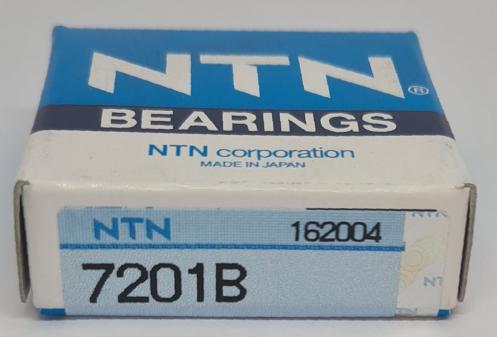 NTN®
BEARINGS
NTN corporation
MADE IN JAPAN
NTN 162004
7201B